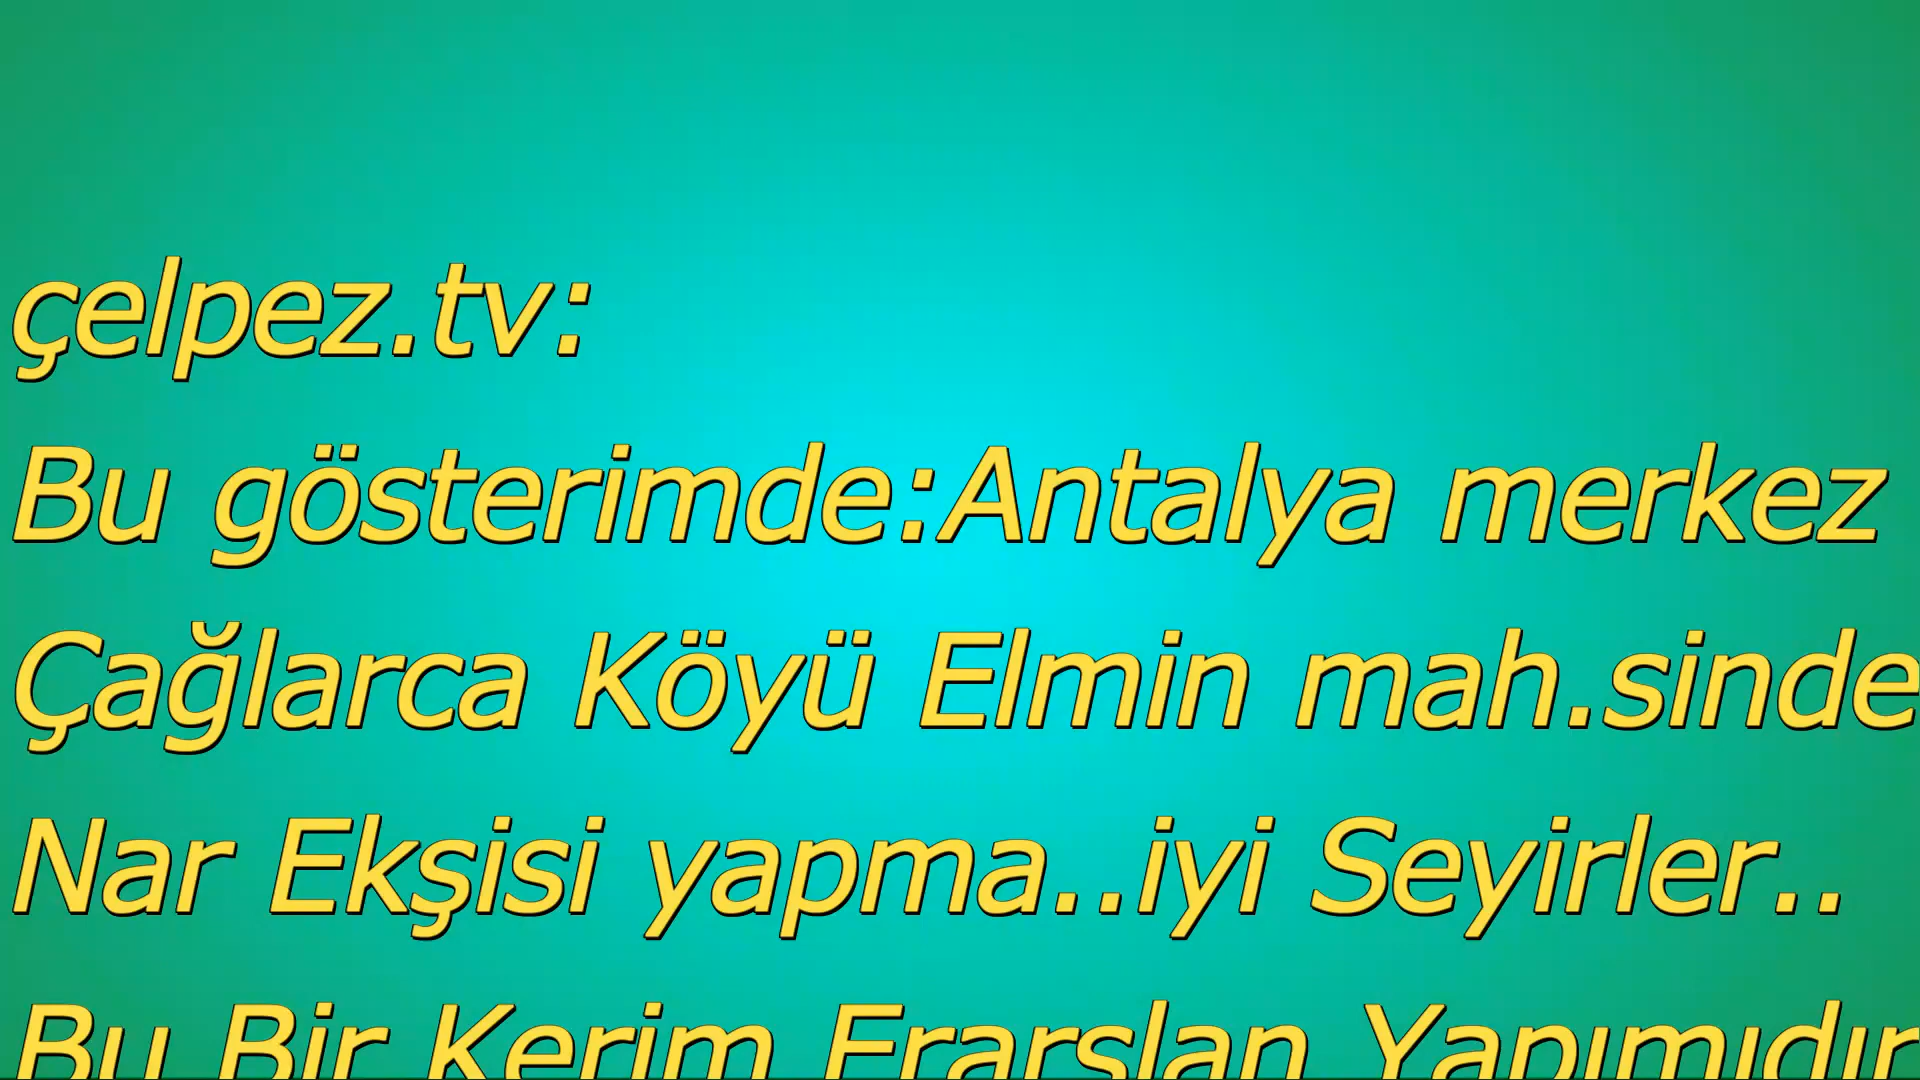 çelpez.tv:
Bu gösterimde:Antalya merkez
Çağlarca Köyü Elmin mah.sinde
Nar Ekşisi yapma..iyi Seyirler..
Bu Bir Kerim Erarslan Yapımıdır